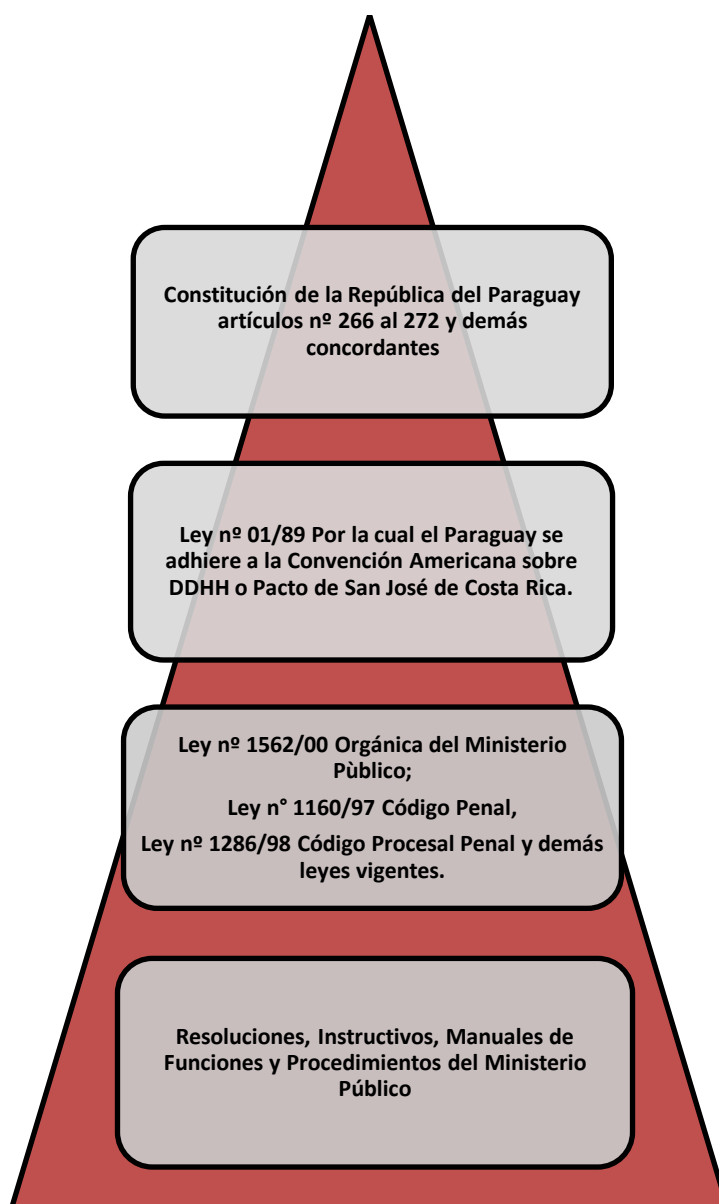 Constitución de la República del Paraguay
artículos nº 266 al 272 y demás
concordantes
Ley nº 01/89 Por la cual el Paraguay se
adhiere a la Convención Americana sobre
DDHH o Pacto de San José de Costa Rica.
Ley nº 1562/00 Orgánica del Ministerio
Pùblico;
Ley n° 1160/97 Código Penal,
Ley nº 1286/98 Código Procesal Penal y demás
leyes vigentes.
Resoluciones, Instructivos, Manuales de
Funciones y Procedimientos del Ministerio
Público